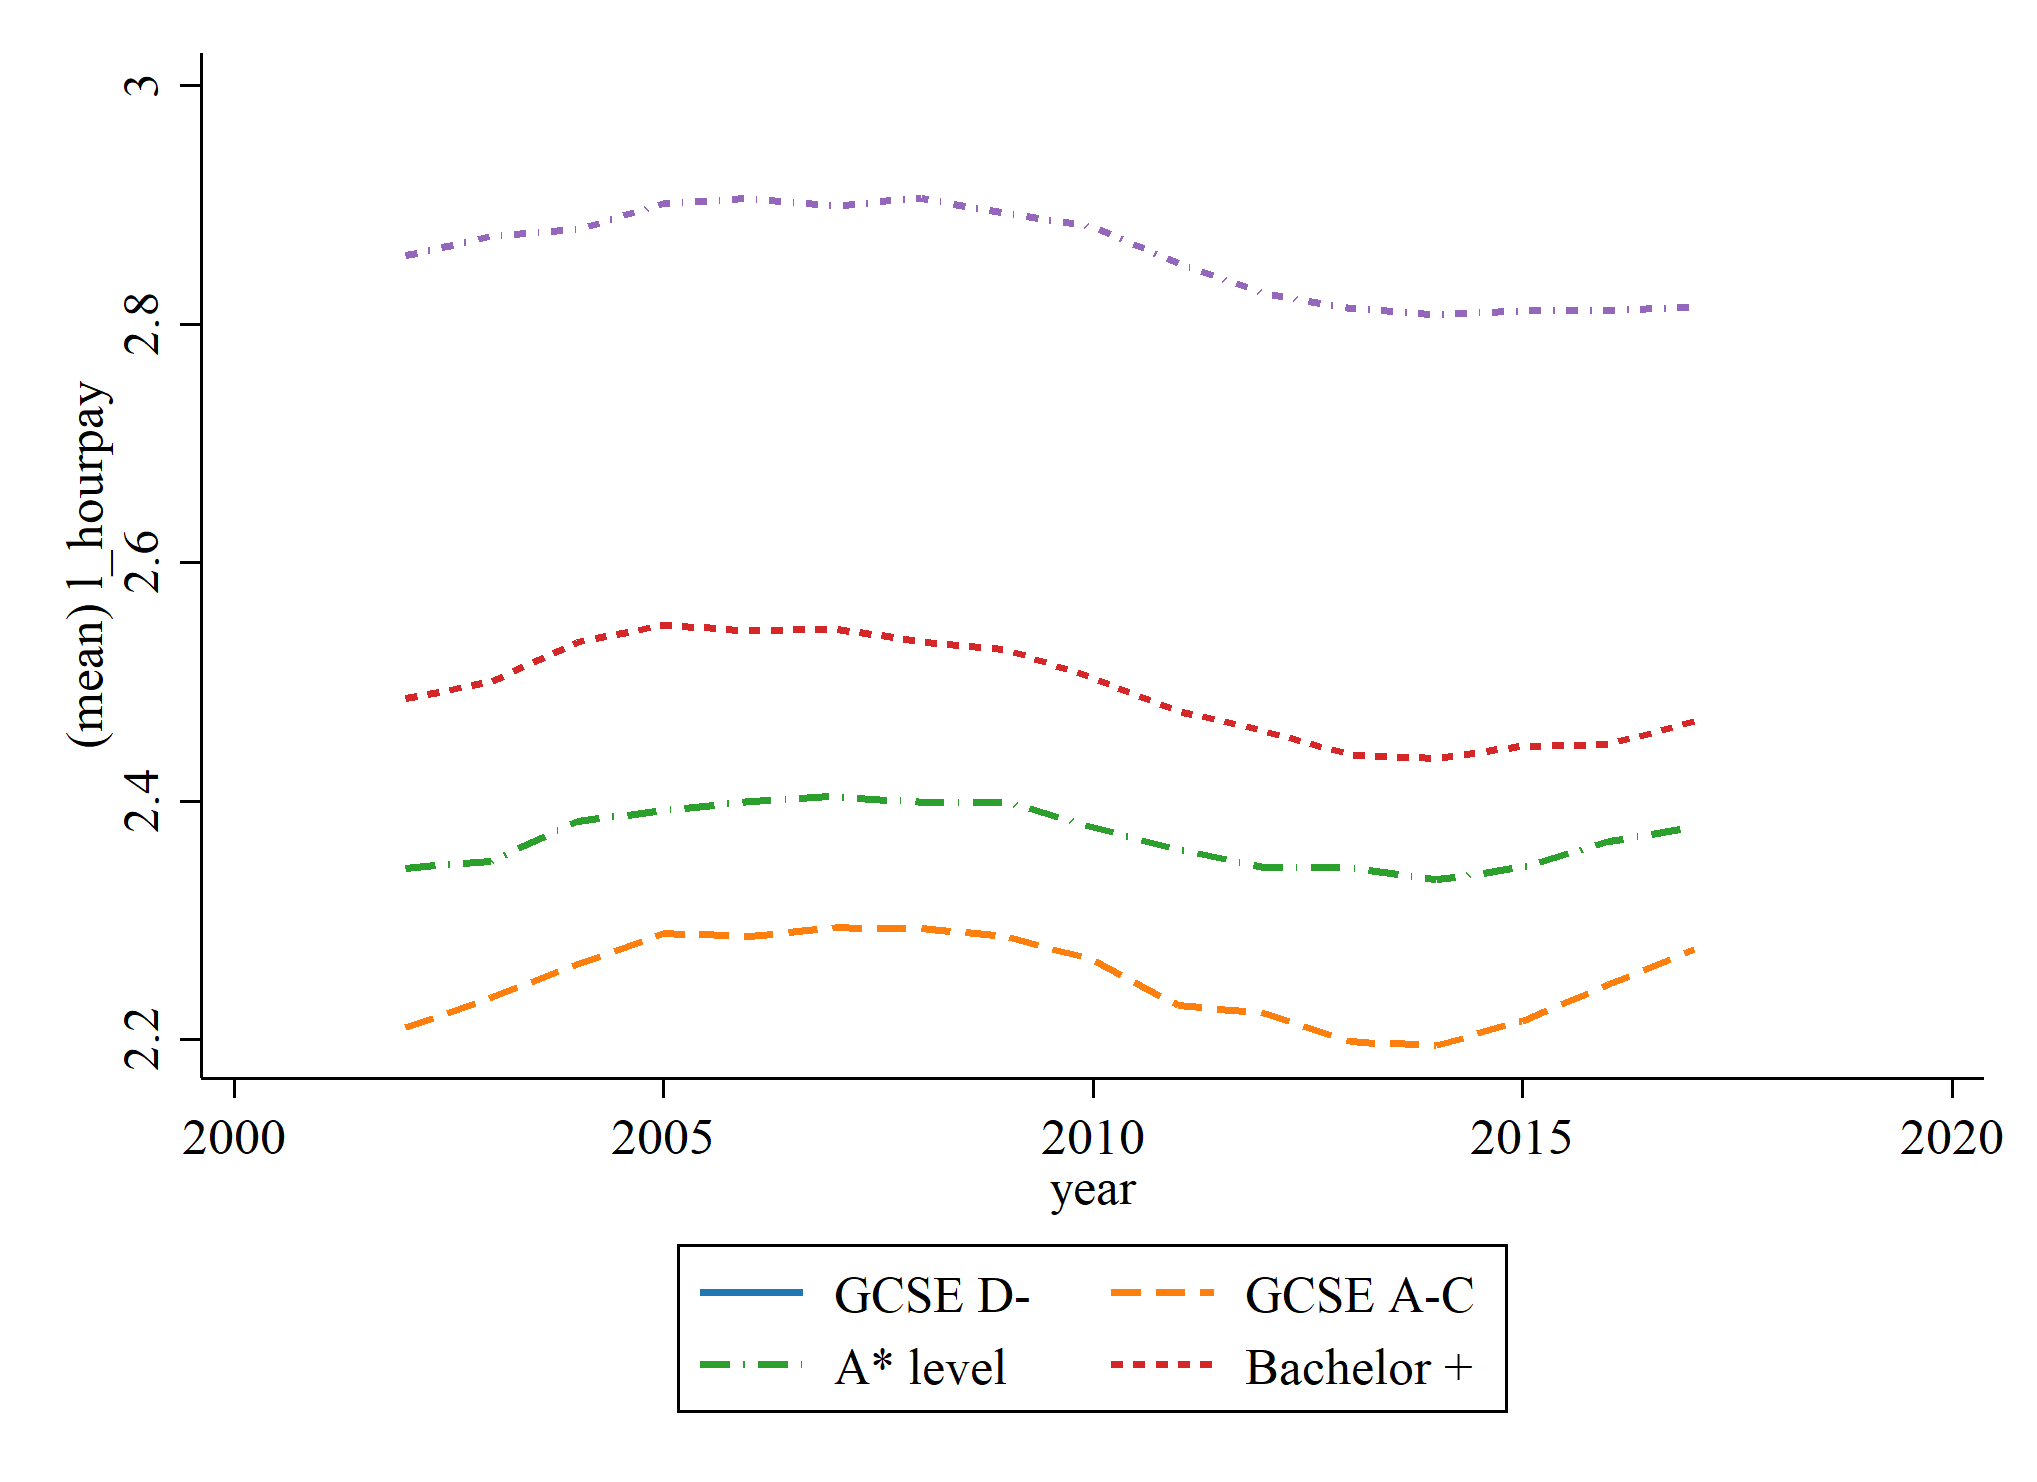 3
2.8
2.6
2.4
2.2
(mean) l_hourpay
2000 2005 2010 2015 2020
year
GCSE D- GCSE A-C
A* level Bachelor +